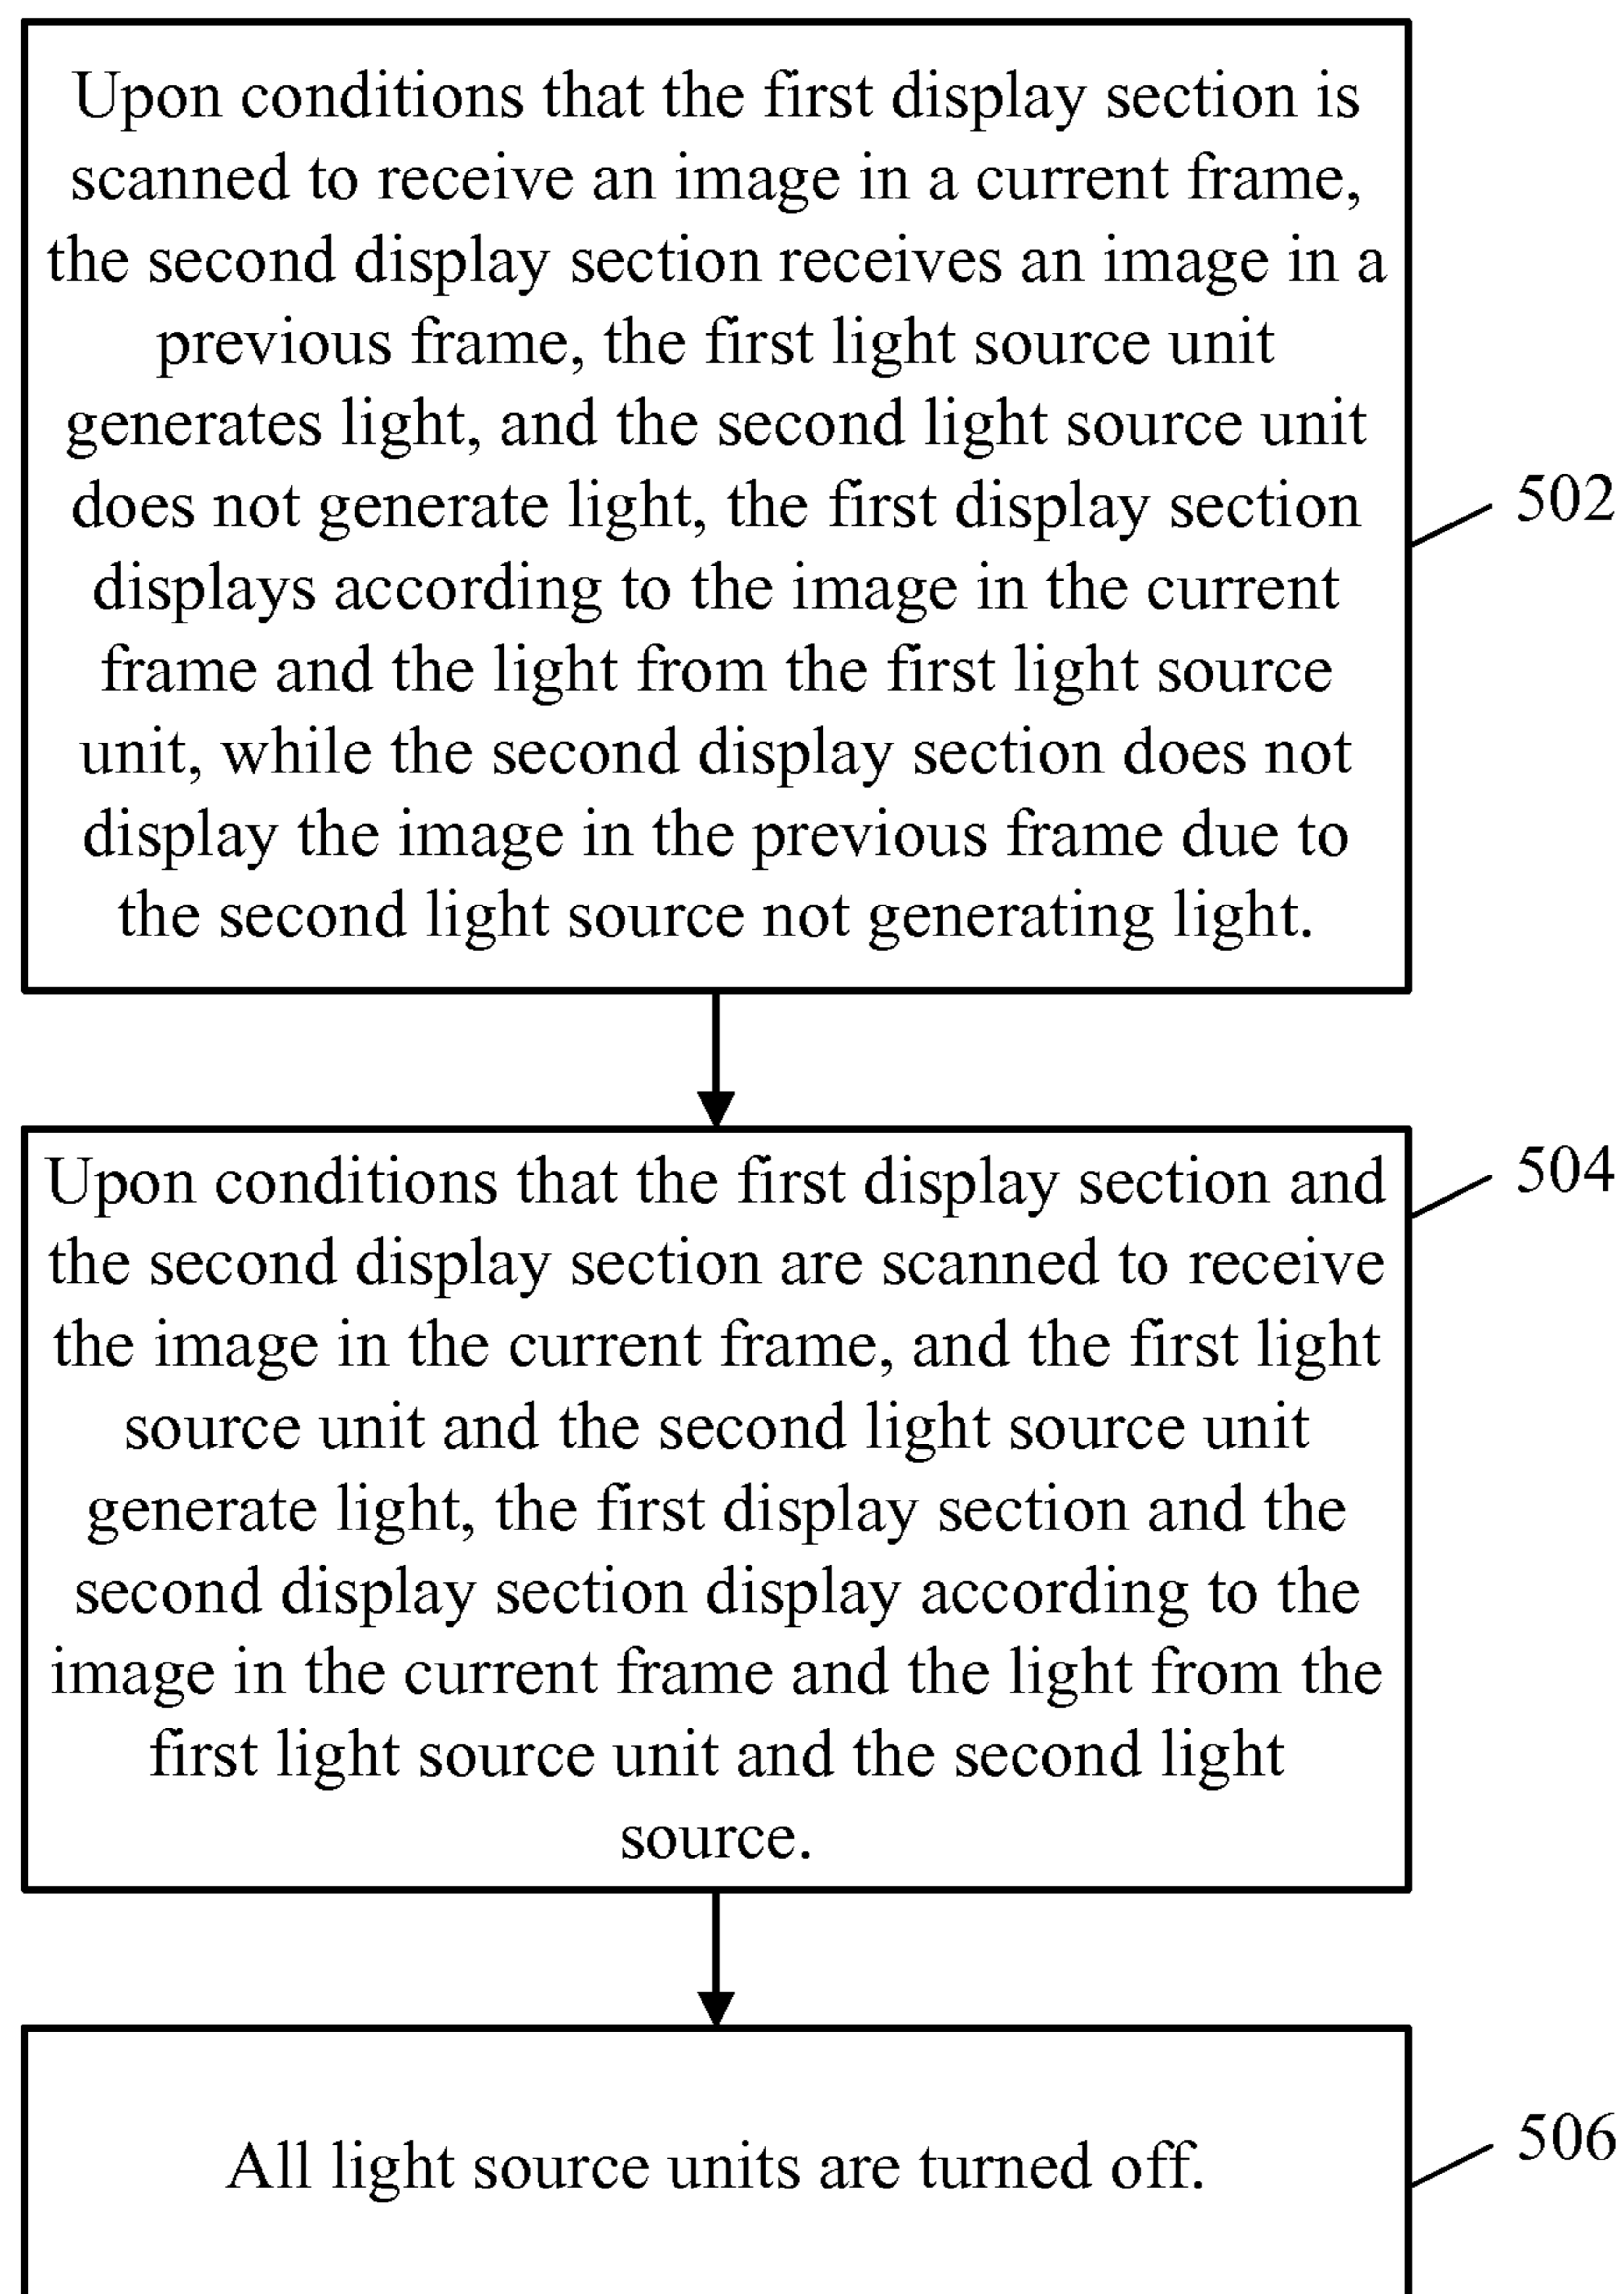 Upon conditions that the first display section is
scanned to receive an image in a current frame,
the second display section receives an image in a
previous frame, the first light source unit
generates light, and the second light source unit
does not generate light, the first display section
displays according to the image in the current
frame and the light from the first light source
unit, while the second display section does not
display the image in the previous frame due to
the second light source not generating light.
502
Upon conditions that the first display section and
the second display section are scanned to receive
the image in the current frame, and the first light
source unit and the second light source unit
generate light, the first display section and the
second display section display according to the
image in the current frame and the light from the
first light source unit and the second light
source.
504
All light source units are turned off.
506